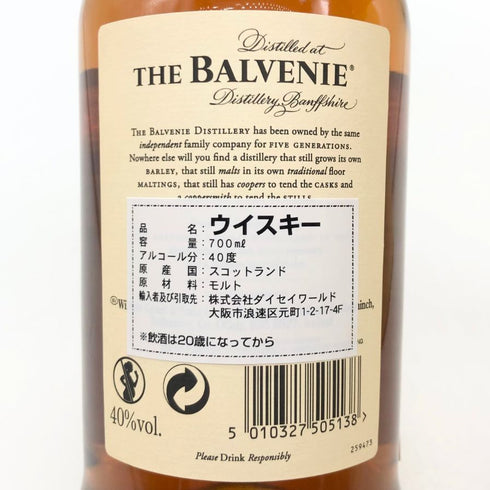 Distilled at
THE BALVENIE®
Distillery, Banffshire
THE BALVENIE DISTILLERY has been owned by the same
independent family company for FIVE GENERATIONS.
Nowhere else will you find a distillery that still grows its own
BARLEY, that still malts in its own traditional floor
MALTINGS, that still has coopers to tend the CASKS and
a coppersmith to tend the STILLS.
品名:ウイスキー
容量:700ml
アルコール分:40度
原産国:スコットランド
原材料:モルト
輸入者及び引取先:株式会社ダイセイワールド
大阪市浪速区元町1-2-17-4F
※飲酒は20歳になってから
40%vol.
5 010327 505138 >
259473
Please Drink Responsibly